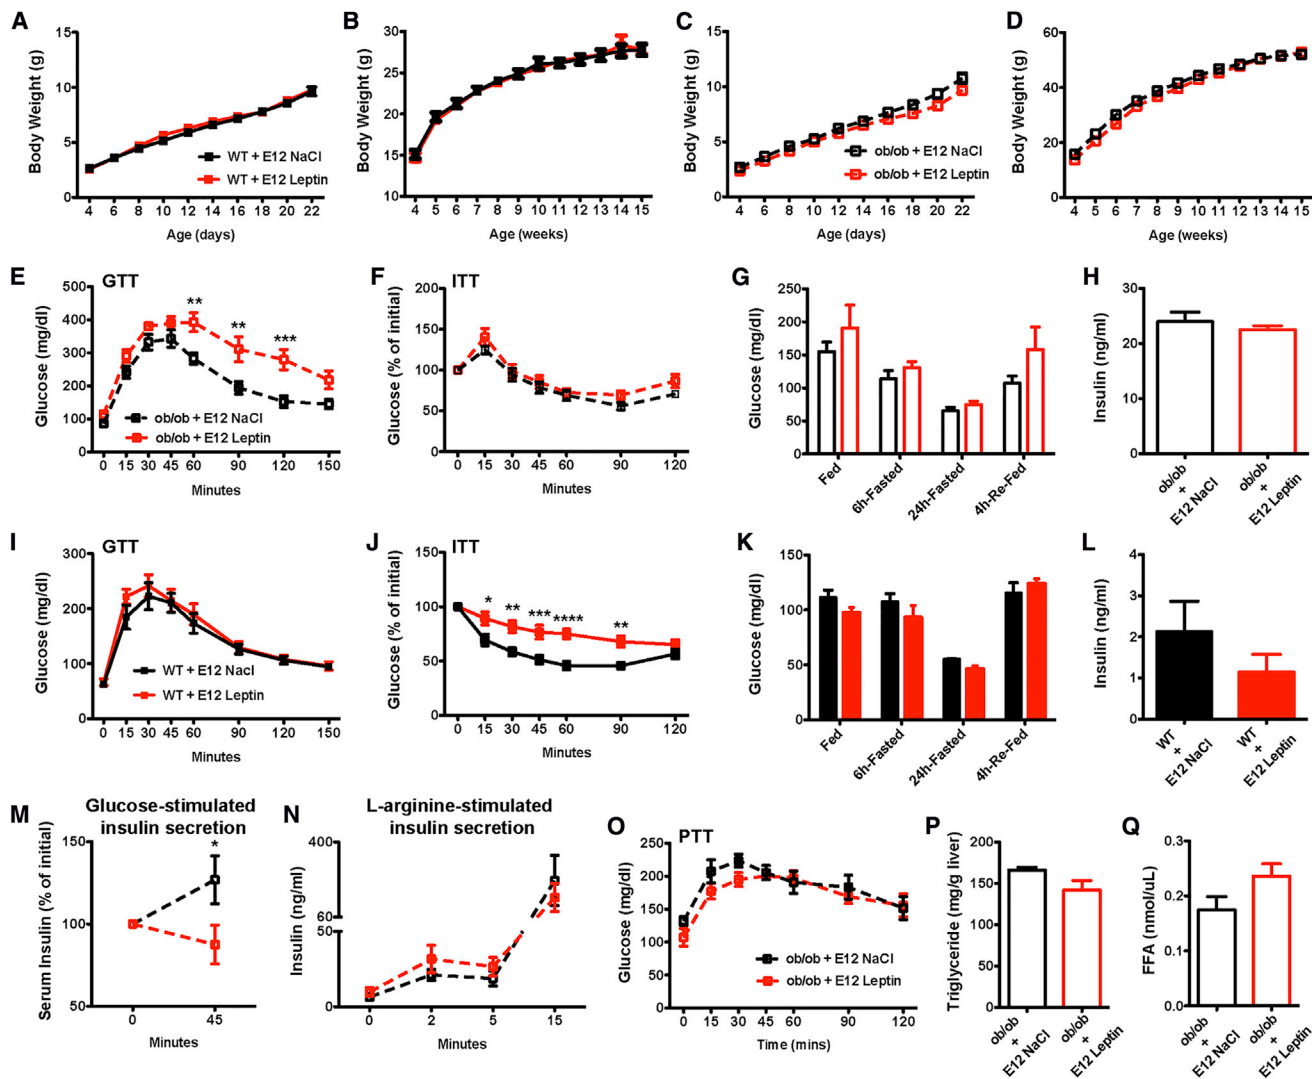 A
Body Weight (g)
15
10
5
0
4 6 8 10 12 14 16 18 20 22
Age (days)
WT + E12 NaCl
WT + E12 Leptin
B
Body Weight (g)
30
25
20
15
10
4 5 6 7 8 9 10 11 12 13 14 15
Age (weeks)
C
Body Weight (g)
15
10
5
0
4 6 8 10 12 14 16 18 20 22
Age (days)
ob/ob + E12 NaCl
ob/ob + E12 Leptin
D
Body Weight (g)
60
40
20
0
4 5 6 7 8 9 10 11 12 13 14 15
Age (weeks)
E
GTT
Glucose (mg/dl)
500
400
300
200
100
0
** ** ***
ob/ob + E12 NaCl
ob/ob + E12 Leptin
0 15 30 45 60 90 120 150
Minutes
F
ITT
Glucose (% of initial)
200
150
100
50
0
0 15 30 45 60 90 120
Minutes
G
Glucose (mg/dl)
250
200
150
100
50
0
Fed
6h-Fasted
24h-Fasted
4h-Re-Fed
H
Insulin (ng/ml)
30
20
10
0
ob/ob
+
E12 NaCl
ob/ob
+
E12 Leptin
I
GTT
Glucose (mg/dl)
300
200
100
0
WT + E12 Nacl
WT + E12 Leptin
0 15 30 45 60 90 120 150
Minutes
J
ITT
Glucose (% of initial)
150
100
50
0
* ** *** **** **
0 15 30 45 60 90 120
Minutes
K
Glucose (mg/dl)
150
100
50
0
Fed
6h-Fasted
24h-Fasted
4h-Re-Fed
L
Insulin (ng/ml)
4
3
2
1
0
WT
+
E12 NaCl
WT
+
E12 Leptin
M
Glucose-stimulated
insulin secretion
Serum Insulin (% of initial)
150
100
50
*
0 45
Minutes
N
L-arginine-stimulated
insulin secretion
Insulin (ng/ml)
400
60
50
0
0 2 5 15
Minutes
O
PTT
Glucose (mg/dl)
250
200
150
100
50
0
ob/ob + E12 NaCl
ob/ob + E12 Leptin
0 15 30 45 60 90 120
Time (mins)
P
Triglyceride (mg/g liver)
200
150
100
50
0
ob/ob
+
E12 NaCl
ob/ob
+
E12 Leptin
Q
FFA (nmol/uL)
0.3
0.2
0.1
0.0
ob/ob
+
E12 NaCl
ob/ob
+
E12 Leptin